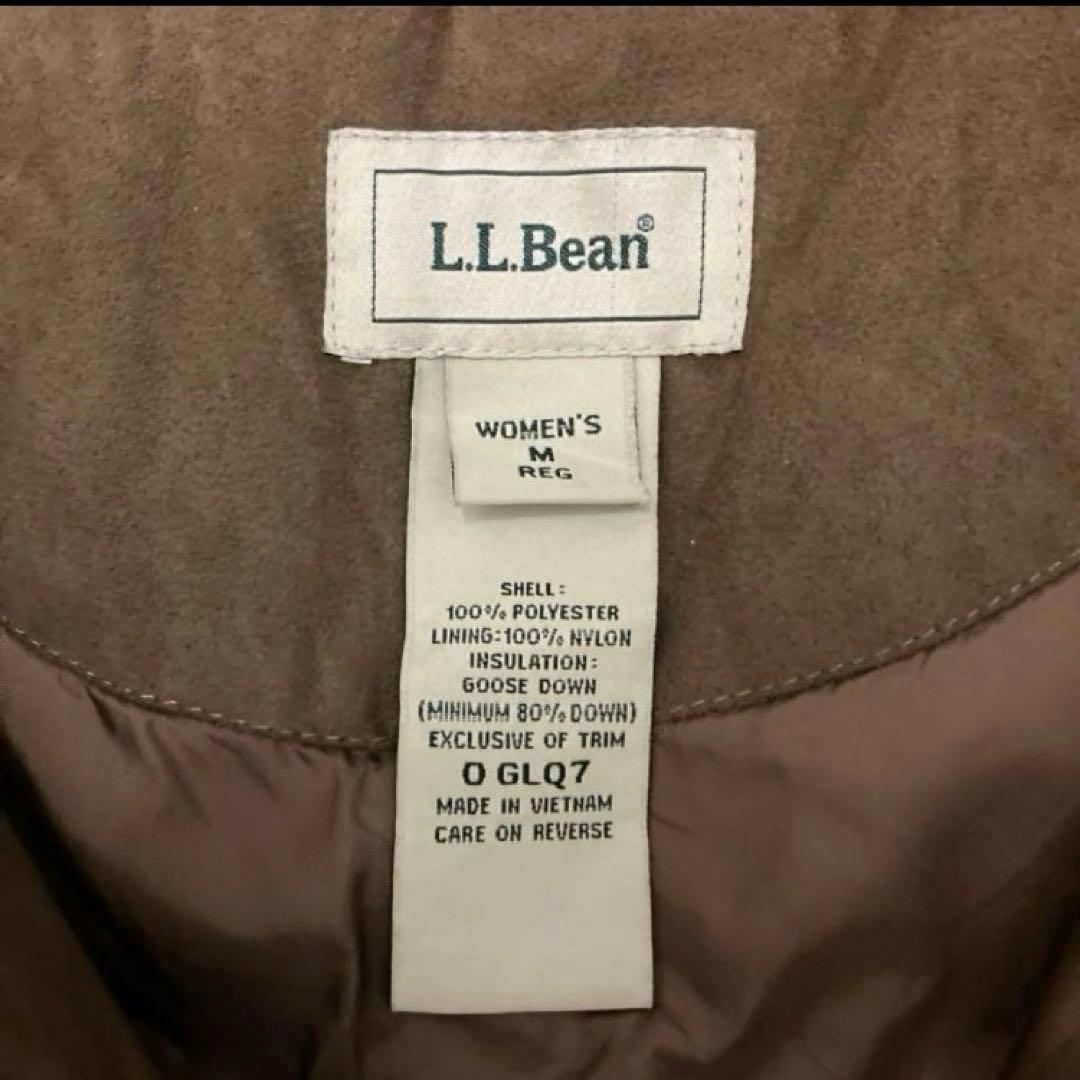 L.L.Bean®
WOMEN'S
M
REG
SHELL:
100% POLYESTER
LINING:100% NYLON
INSULATION:
GOOSE DOWN
(MINIMUM 80% DOWN)
EXCLUSIVE OF TRIM
O GLQ7
MADE IN VIETNAM
CARE ON REVERSE